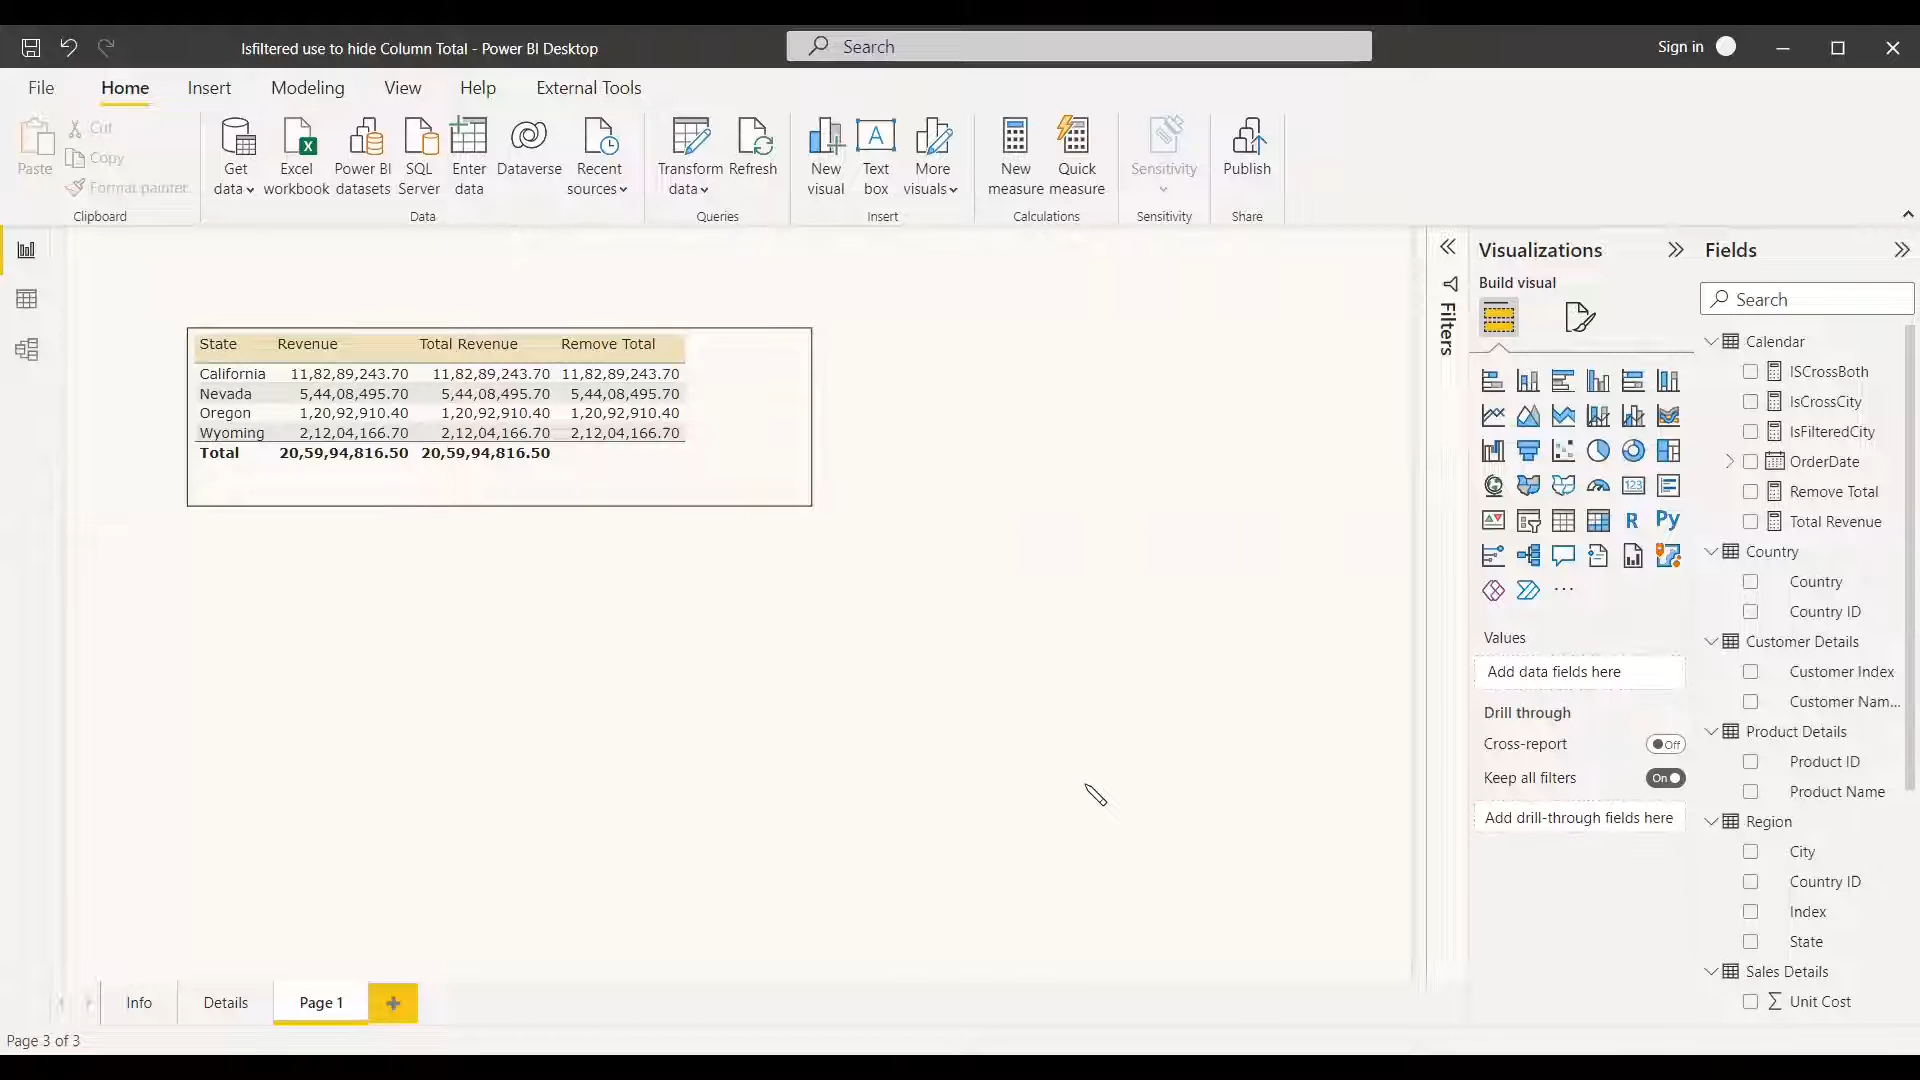 Isfiltered use to hide Column Total - Power BI Desktop
Search
Sign in
File Home Insert Modeling View Help External Tools
Paste
Cut
Copy
Format painter
Clipboard
Get data
Excel workbook
Power BI datasets
SQL Server
Enter data
Dataverse
Recent sources
Data
Transform data
Refresh
Queries
New visual
Text box
More visuals
Insert
New measure
Quick measure
Calculations
Sensitivity
Sensitivity
Publish
Share
State Revenue Total Revenue Remove Total
California 11,82,89,243.70 11,82,89,243.70 11,82,89,243.70
Nevada 5,44,08,495.70 5,44,08,495.70 5,44,08,495.70
Oregon 1,20,92,910.40 1,20,92,910.40 1,20,92,910.40
Wyoming 2,12,04,166.70 2,12,04,166.70 2,12,04,166.70
Total 20,59,94,816.50 20,59,94,816.50
Filters
Visualizations
Build visual
R Py
123
Values
Add data fields here
Drill through
Cross-report
Off
Keep all filters
On
Add drill-through fields here
Fields
Search
Calendar
ISCrossBoth
IsCrossCity
IsFilteredCity
OrderDate
Remove Total
Total Revenue
Country
Country
Country ID
Customer Details
Customer Index
Customer Nam...
Product Details
Product ID
Product Name
Region
City
Country ID
Index
State
Sales Details
Unit Cost
Info Details Page 1
Page 3 of 3